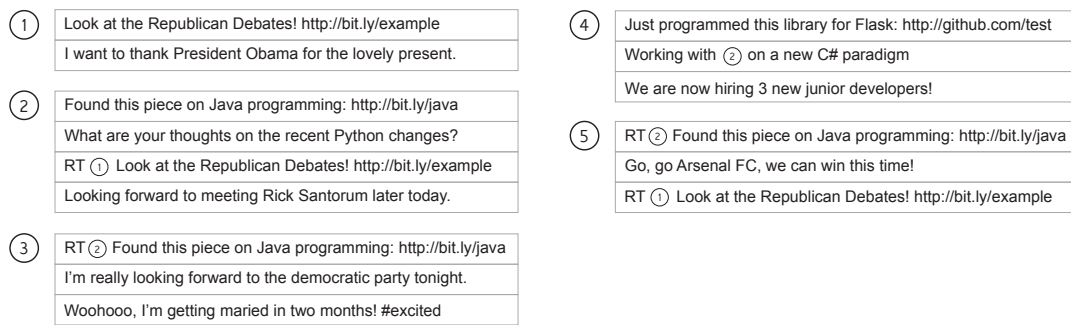 1 Look at the Republican Debates! http://bit.ly/example
I want to thank President Obama for the lovely present.
2 Found this piece on Java programming: http://bit.ly/java
What are your thoughts on the recent Python changes?
RT 1 Look at the Republican Debates! http://bit.ly/example
Looking forward to meeting Rick Santorum later today.
3 RT 2 Found this piece on Java programming: http://bit.ly/java
I'm really looking forward to the democratic party tonight.
Woohooo, I'm getting maried in two months! #excited
4 Just programmed this library for Flask: http://github.com/test
Working with 2 on a new C# paradigm
We are now hiring 3 new junior developers!
5 RT 2 Found this piece on Java programming: http://bit.ly/java
Go, go Arsenal FC, we can win this time!
RT 1 Look at the Republican Debates! http://bit.ly/example